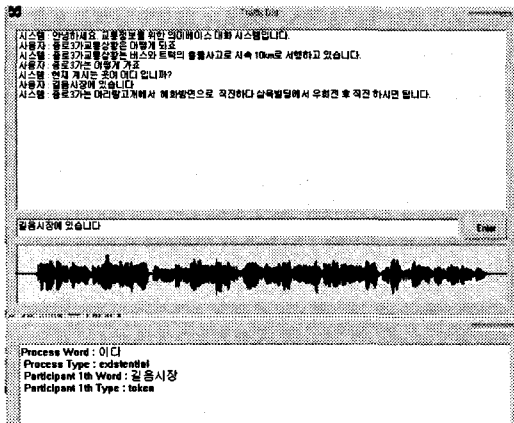 시스템 : 안녕하세요. 교통정보를 위한 의미베이스 대화 시스템입니다.
사용자 : 종로3가교통상황은 어떻게 되죠
시스템 : 종로3가교통상황는 버스와 트럭의 충돌사고로 시속 10km로 서행하고 있습니다.
사용자 : 종로3가는 어떻게 가죠
시스템 : 현재 계시는 곳이 어디 입니까?
사용자 : 길음시장에 있습니다
시스템 : 종로3가는 미아리고개에서 혜화방면으로 직진하다 삼육빌딩에서 우회전 후 직진 하시면 됩니다.
길음시장에 있습니다
Enter
Process Word : 이다
Process Type : existential
Participant 1th Word : 길음시장
Participant 1th Type : token